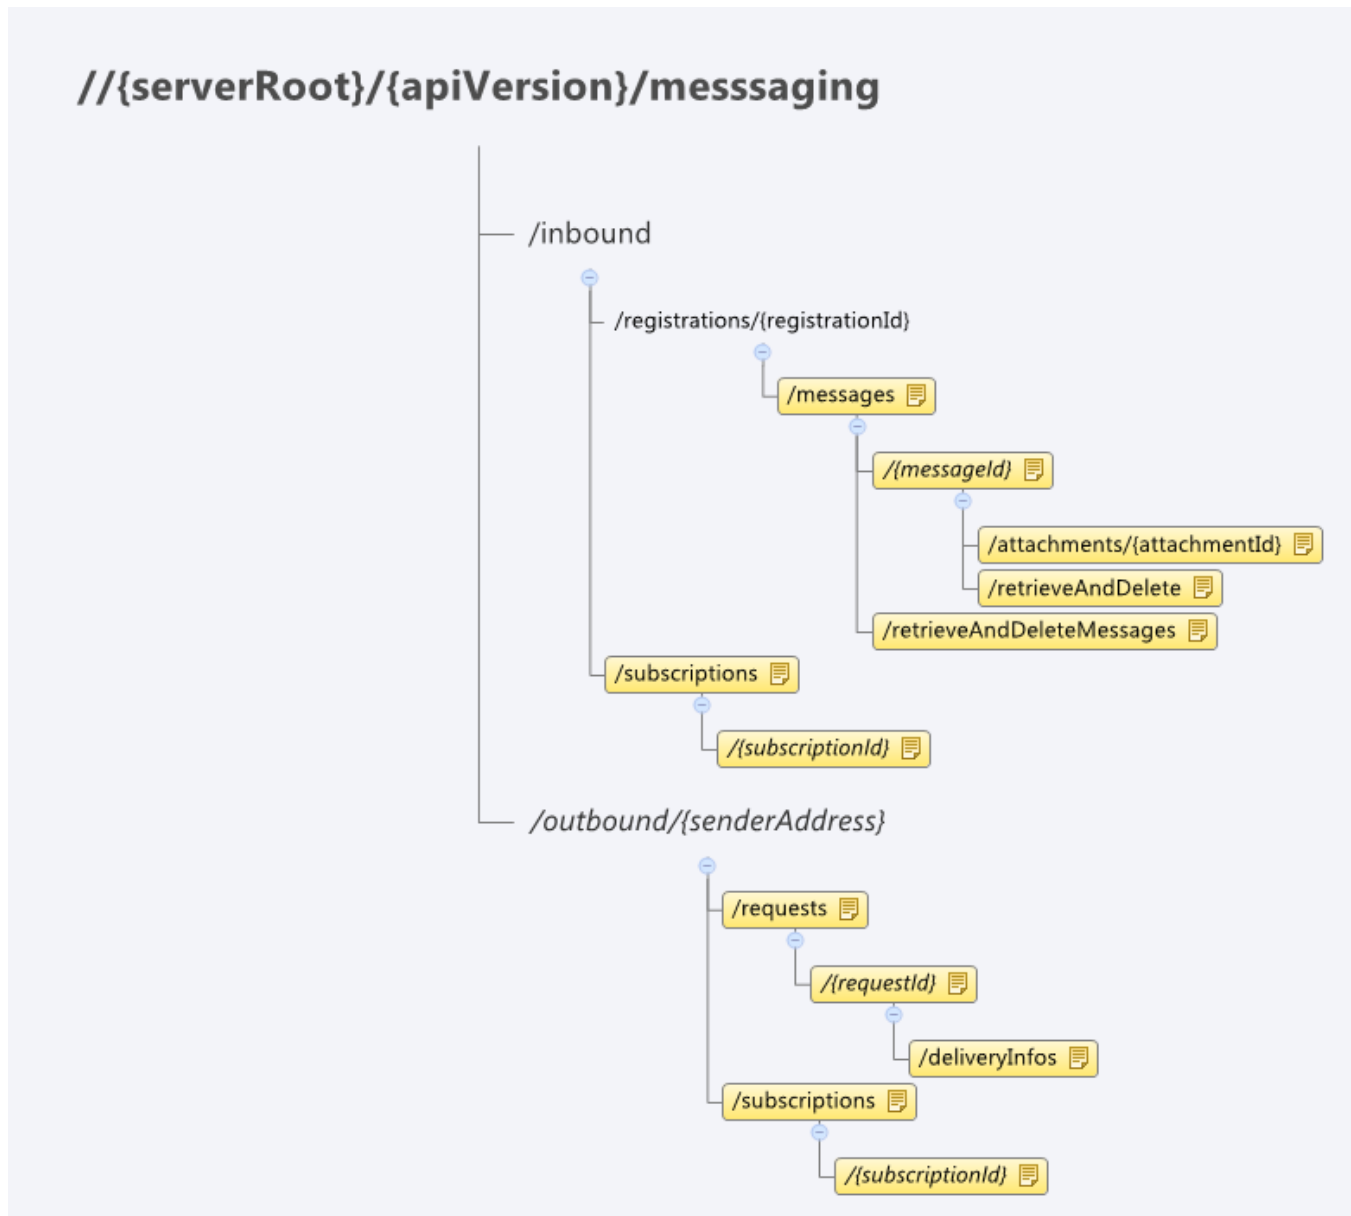 //{serverRoot}/{apiVersion}/messsaging
/inbound
/registrations/{registrationId}
/messages
/{messageId}
/attachments/{attachmentId}
/retrieveAndDelete
/retrieveAndDeleteMessages
/subscriptions
/{subscriptionId}
/outbound/{senderAddress}
/requests
/{requestId}
/deliveryInfos
/subscriptions
/{subscriptionId}